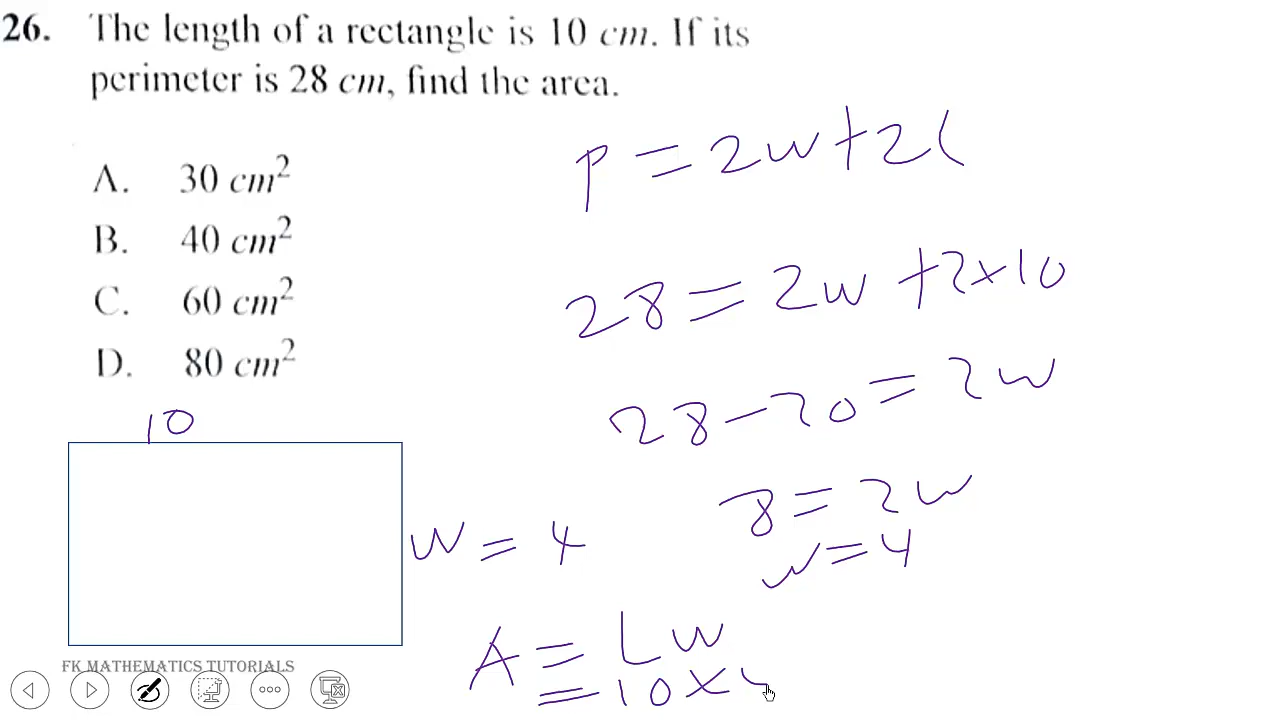 26. The length of a rectangle is 10 cm. If its
perimeter is 28 cm, find the area.
A. 30 cm²
B. 40 cm²
C. 60 cm²
D. 80 cm²
P = 2w + 2l
28 = 2w + 2×10
28 - 20 = 2w
8 = 2w
w = 4
10
w = 4
A = Lw
= 10 ×
FK MATHEMATICS TUTORIALS